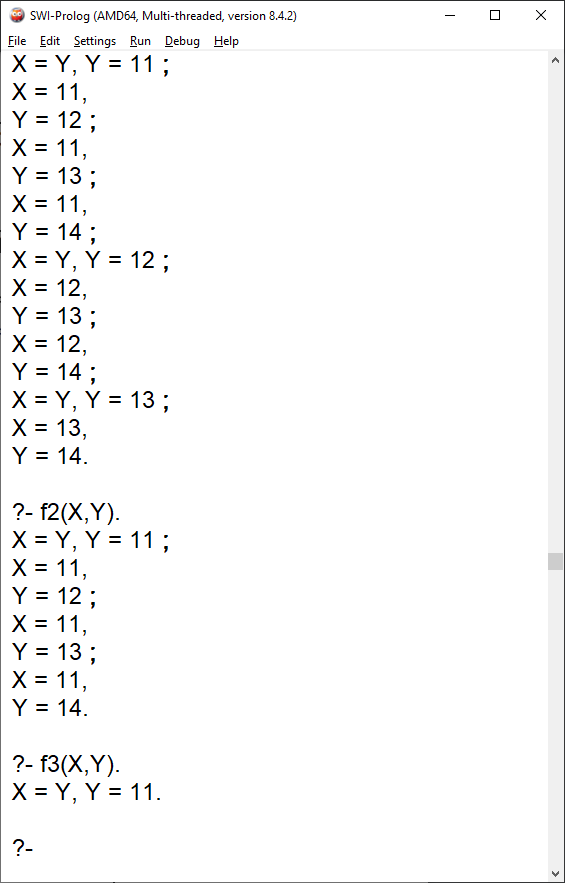 SWI-Prolog (AMD64, Multi-threaded, version 8.4.2)
File Edit Settings Run Debug Help
X = Y, Y = 11 ;
X = 11,
Y = 12 ;
X = 11,
Y = 13 ;
X = 11,
Y = 14 ;
X = Y, Y = 12 ;
X = 12,
Y = 13 ;
X = 12,
Y = 14 ;
X = Y, Y = 13 ;
X = 13,
Y = 14.
?- f2(X,Y).
X = Y, Y = 11 ;
X = 11,
Y = 12 ;
X = 11,
Y = 13 ;
X = 11,
Y = 14.
?- f3(X,Y).
X = Y, Y = 11.
?-